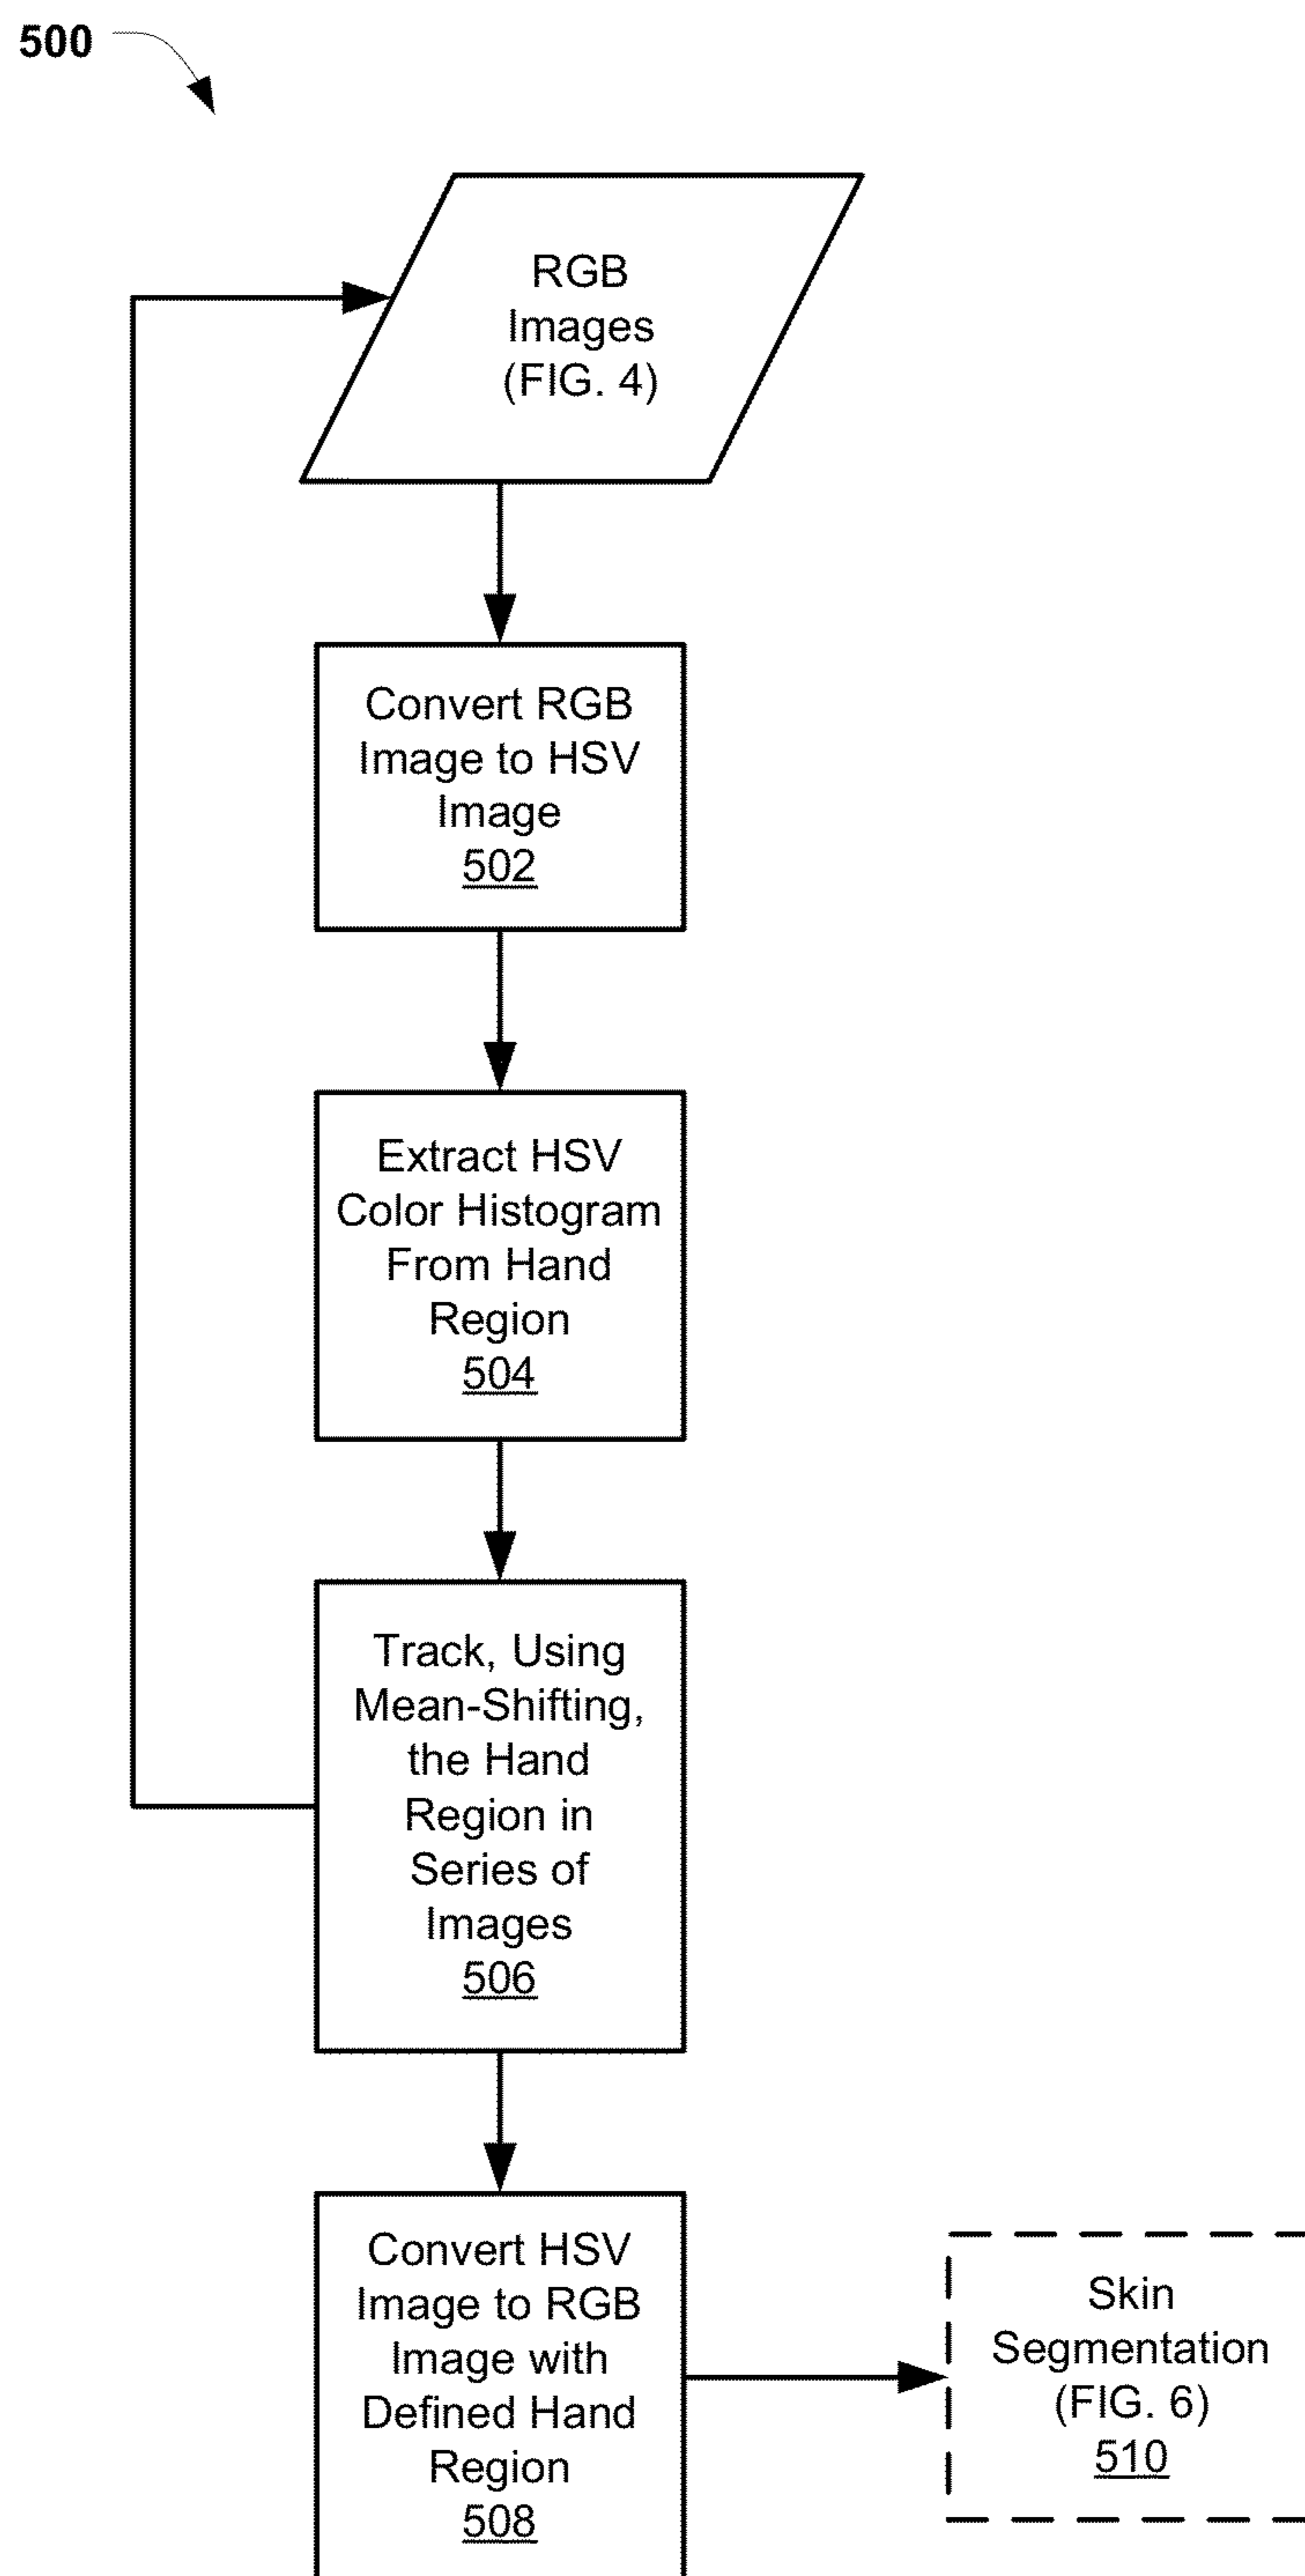 500
RGB
Images
(FIG. 4)
Convert RGB
Image to HSV
Image
502
Extract HSV
Color Histogram
From Hand
Region
504
Track, Using
Mean-Shifting,
the Hand
Region in
Series of
Images
506
Convert HSV
Image to RGB
Image with
Defined Hand
Region
508
Skin
Segmentation
(FIG. 6)
510